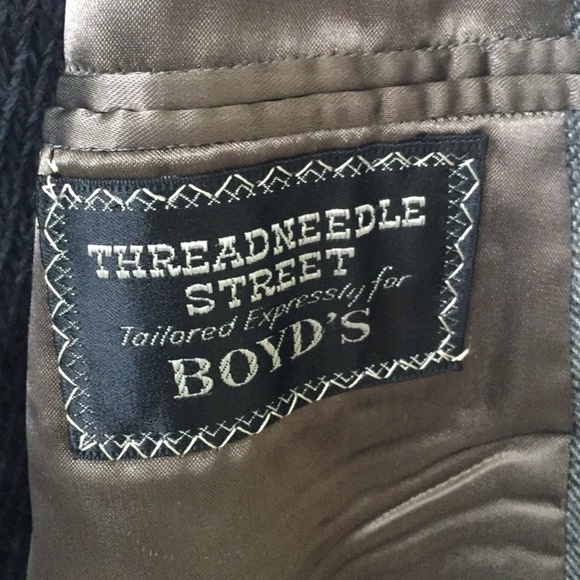 THREADNEEDLE
STREET
Tailored Expressly for
BOYD'S